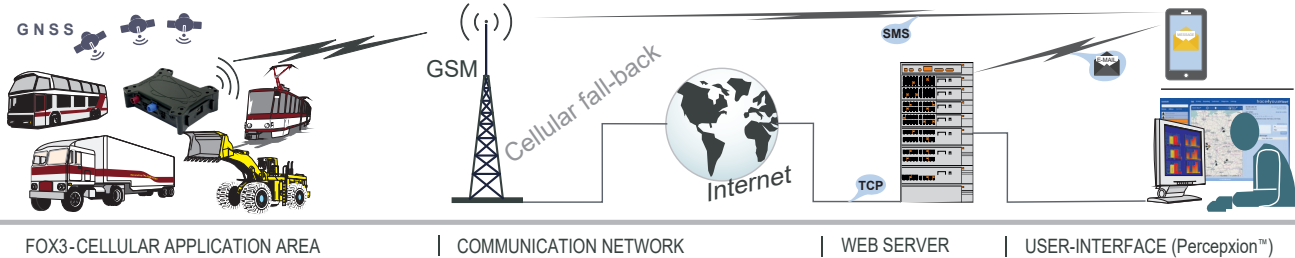 GNSS
GSM
Cellular fall-back
Internet
SMS
E-MAIL
MESSAGE
TCP
FOX3-CELLULAR APPLICATION AREA
COMMUNICATION NETWORK
WEB SERVER
USER-INTERFACE (Percepxion™)